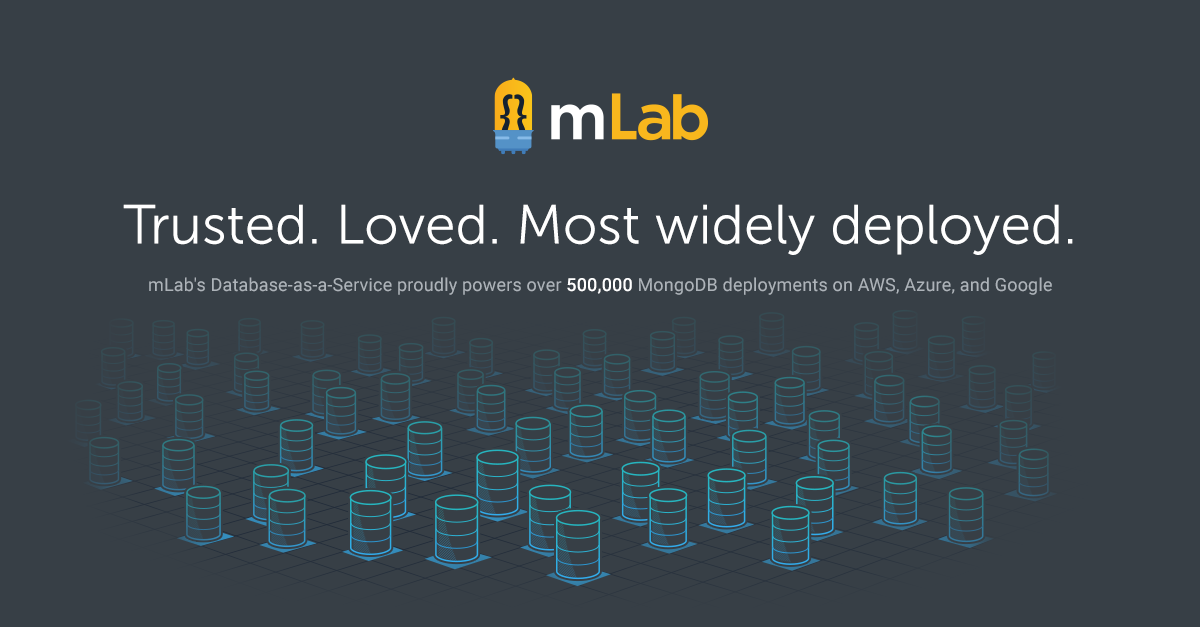 mLab
Trusted. Loved. Most widely deployed.
mLab's Database-as-a-Service proudly powers over 500,000 MongoDB deployments on AWS, Azure, and Google